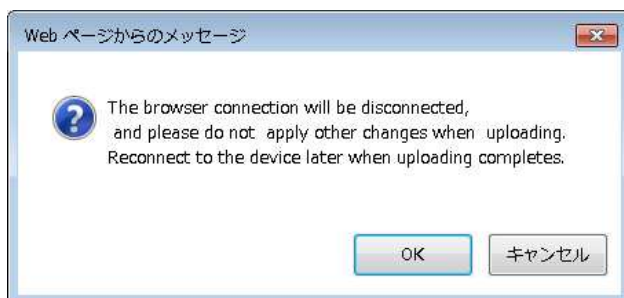 Web ページからのメッセージ
The browser connection will be disconnected,
and please do not apply other changes when uploading.
Reconnect to the device later when uploading completes.
OK
キャンセル